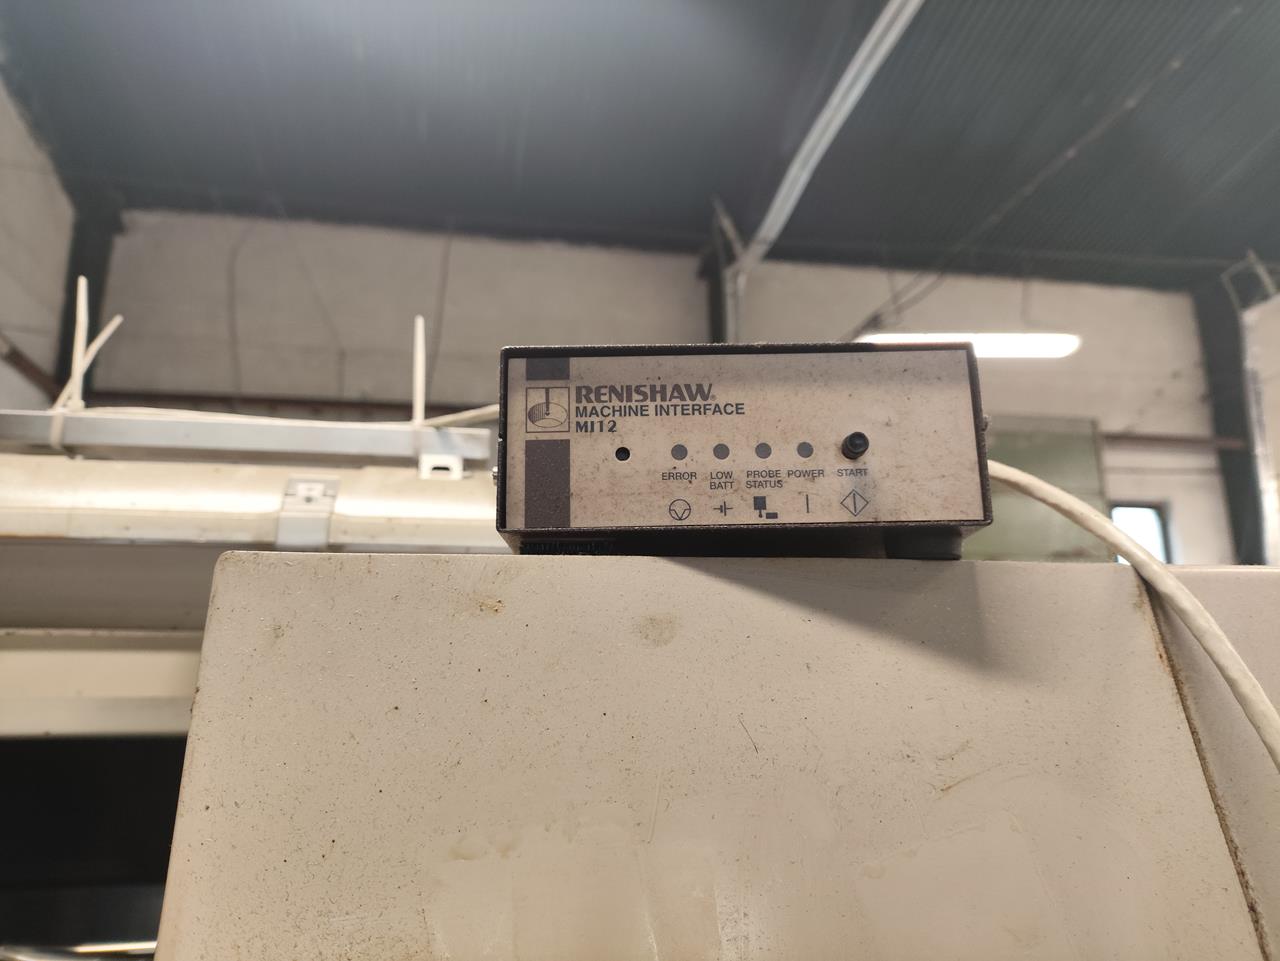 RENISHAW®
MACHINE INTERFACE
MI12
ERROR
LOW BATT
PROBE STATUS
POWER
START